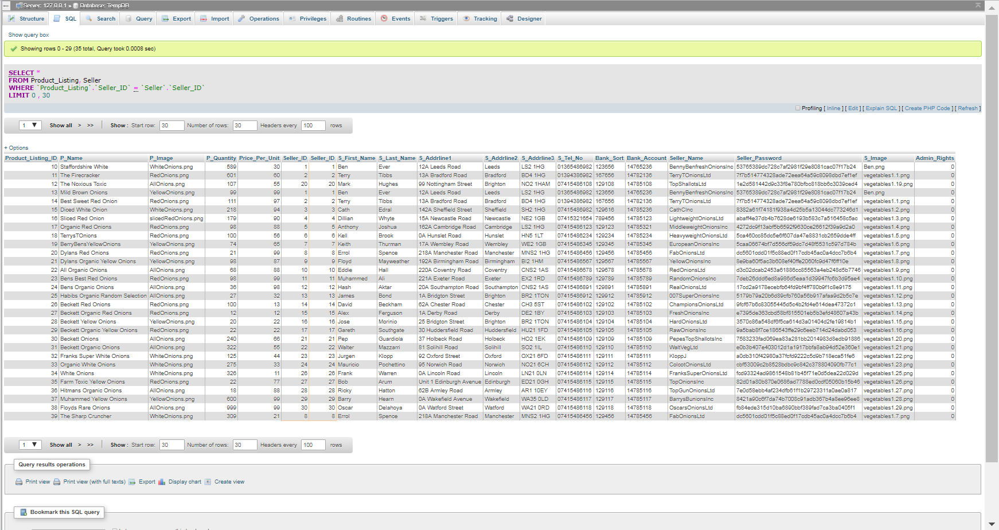 Server: 127.0.0.1 » Database: TempDB
Structure SQL Search Query Export Import Operations Privileges Routines Events Triggers Tracking Designer
Show query box
Showing rows 0 - 29 (35 total, Query took 0.0008 sec)
SELECT *
FROM Product_Listing, Seller
WHERE `Product_Listing`.`Seller_ID` = `Seller`.`Seller_ID`
LIMIT 0 , 30
Profiling [ Inline ] [ Edit ] [ Explain SQL ] [ Create PHP Code ] [ Refresh ]
1 Show all > >> Show : Start row: 30 Number of rows: 30 Headers every 100 rows
+ Options
Product_Listing_ID P_Name P_Image P_Quantity Price_Per_Unit Seller_ID Seller_ID S_First_Name S_Last_Name S_Addrline1 S_Addrline2 S_Addrline3 S_Tel_No Bank_Sort Bank_Account Seller_Name Seller_Password S_Image Admin_Rights
10 Staffordshire White WhiteOnions.png 589 30 1 1 Ben Ever 12A Leeds Road Leeds LS2 1HG 01365486982 123656 14765236 BennyBenfreshOnionsInc 53765389dc728c7af2981f29e8081cac07f17b24 Ben.png 0
11 The Firecracker RedOnions.png 601 60 2 2 Terry Tibbs 13A Bradford Road Bradford BD4 1HG 01394386982 167656 14782136 TerryTOnionsLtd 7f7b514774328ade72eea64a59c8098dbd7ef1ef vegetables1.1.png 0
12 The Noxious Toxic AllOnions.png 107 55 20 20 Mark Hughes 99 Nottingham Street Brighton NO2 1HAM 07415486108 129108 14785108 TopShallotsLtd 1e2d581442d9c33f8e780bfbc818bb6c3039ced4 vegetables1.19.png 0
13 Mild Brown Onions YellowOnions.png 99 99 1 1 Ben Ever 12A Leeds Road Leeds LS2 1HG 01365486982 123656 14765236 BennyBenfreshOnionsInc 53765389dc728c7af2981f29e8081cac07f17b24 Ben.png 0
14 Best Sweet Red Onion RedOnions.png 111 97 2 2 Terry Tibbs 13A Bradford Road Bradford BD4 1HG 01394386982 167656 14782136 TerryTOnionsLtd 7f7b514774328ade72eea64a59c8098dbd7ef1ef vegetables1.1.png 0
15 Diced White Onion WhiteOnions.png 218 94 3 3 Cath Edral 142A Sheffield Street Sheffield SH2 1HG 07415486982 129616 14786236 CathCInc 8382a61f74181f938a4d25b5a13044dc773246d1 vegetables1.2.png 0
16 Sliced Red Onion slicedRedOnions.png 179 90 4 4 Dillian Whyte 15A Newcastle Road Newcastle NE2 1GB 07415321654 789456 14785123 LightweightOnionsLtd abaff4e37db4b7628de6193b583c7a516458c5ac vegetables1.3.png 0
17 Organic Red Onions RedOnions.png 98 88 5 5 Anthony Joshua 162A Cambridge Road Cambridge LS2 1HG 07415486123 129123 14785321 MiddleweightOnionsInc 4272dc9f13abf5b6592f9630ce26612f39a9d2a0 vegetables1.4.png 0
18 TerrysTOnions RedOnions.png 100 56 6 6 Kell Brook 0A Hunslet Road Hunslet HN5 1LT 07415486234 129234 14785234 HeavyweightOnionsLtd 5ca460cc85dc5e6f607da47e8831cb2659dde4ff vegetables1.5.png 0
19 BerryBensYellowOnions YellowOnions.png 74 65 7 7 Keith Thurman 17A Wembley Road Wembley WE2 1GB 07415486345 129345 14785345 EuropeanOnionsInc 5caa06674bf7d556df59dc7d48f5531c597d784b vegetables1.6.png 0
20 Dylans Red Onions RedOnions.png 21 99 8 8 Errol Spence 218A Manchester Road Manchester MNS2 1HG 07415486456 129456 14785456 FabOnionsLtd dc5601cdd01f5c88ed0f17cdb45ac0a4dcc7b6b4 vegetables1.7.png 0
21 Dylans Organic Yellow Onions YellowOnions.png 98 87 9 9 Floyd Mayweather 192A Birmingham Road Birmingham BI2 1HM 07415486567 129567 14785567 YellowOnionsInc 8e9ba60f5ac3b608ef40ffe2060fc9d47f6ff10e vegetables1.8.png 0
22 All Organic Onions AllOnions.png 68 88 10 10 Eddie Hall 220A Coventry Road Coventry CNS2 1AS 07415486678 129678 14785678 RedOnionsLtd d3c02dcab2453a61886cc85563a4eb248d5b7746 vegetables1.9.png 0
23 Bens Best Red Onions RedOnions.png 98 99 11 11 Muhammed Ali 221A Exeter Road Exeter EX2 1RD 07415486789 129789 14785789 RandomOnionsInc 7deb26ddd6ed8a986d5eaa1d39947fc6b3d95ae4 vegetables1.10.png 0
24 Bens Organic Onions AllOnions.png 36 98 12 12 Hash Aktar 20A Southampton Road Southampton CNS2 1AS 07415486891 129891 14785891 RealOnionsLtd 17cd2a9178ecebfb64fd9bf4ff780b9f1c8e9175 vegetables1.11.png 0
25 Habibs Organic Random Selection AllOnions.png 27 32 13 13 James Bond 1A Bridgton Street Brighton BR2 1TON 07415486912 129912 14785912 007SuperOnionsInc 5179b79a20b6d89cfb760a56b917afaa9d2b5c7e vegetables1.12.png 0
26 Beckett Red Onions RedOnions.png 100 13 14 14 David Beckham 62A Chester Road Chester CH3 5ST 07415486102 129102 14785102 ChampionsOnionsLtd 9fcf67b6c83055445d5c4b2fd4e614dea47372c1 vegetables1.13.png 0
27 Beckett Organic Red Onions RedOnions.png 12 12 15 15 Alex Ferguson 1A Derby Road Derby DE2 1BY 07415486103 129103 14785103 FreshOnionsInc e7395de363cbd58bf815501eb5b3efd48607a43b vegetables1.14.png 0
28 Beckett Yellow Onions YellowOnions.png 20 22 16 16 Jose Morinio 25 Bridgton Street Brighton BR2 1TON 07415486104 129104 14785104 HardOnionsLtd 3570c86a548df6f5ca614d3a01404d2fe19814b1 vegetables1.15.png 0
29 Beckett Organic Yellow Onions RedOnions.png 22 22 17 17 Gareth Southgate 30 Huddersfield Road Huddersfield HU21 1FD 07415486105 129105 14785105 RawOnionsInc 9a5bab8f7ce186543ffe29c6eeb714d24dabd053 vegetables1.16.png 0
30 Beckett Onions AllOnions.png 240 66 21 21 Pep Guardiola 37 Holbeck Road Holbeck HO2 1EK 07415486109 129109 14785109 PepesTopShallotsInc 7583233fad069ea83a281bb2014983d8edb91886 vegetables1.20.png 0
31 Beckett Organic Onions AllOnions.png 322 55 22 22 Walter Mazzarri 81 Solihill Road Solihill SO2 1IL 07415486110 129110 14785110 WaltVegLtd e0b3b407e403012d1a1917bbfa8ab94d52e360e1 vegetables1.21.png 0
32 Franks Super White Onions WhiteOnions.png 125 44 23 23 Jurgen Klopp 92 Oxford Street Oxford OX21 6FD 07415486111 129111 14785111 KloppJ a0db310f42980a37fcfd9222c5d9b718eca51fe6 vegetables1.22.png 0
33 Organic White Onions WhiteOnions.png 275 33 24 24 Mauricio Pochettino 95 Norwich Road Norwich NO21 6CH 07415486112 129112 14785112 ColcotOnionsLtd cbf53009c2b8528bdbc9c842c378804090fb77c1 vegetables1.23.png 0
34 White Onions WhiteOnions.png 326 11 26 26 Frank Warren 0A Lincoln Road Lincoln LN21 0LN 07415486114 129114 14785114 FranksSuperOnionsLtd fcd93324ad9861548b81b45f71e0d5dea22d029d vegetables1.25.png 0
35 Farm Toxic Yellow Onions RedOnions.png 22 77 27 27 Bob Arum Unit 1 Edinburgh Avenue Edinburgh ED21 0GH 07415486115 129115 14785115 TopOnionsInc 82d01a80b870e0686ad7788ed0cdf05060b15b46 vegetables1.26.png 0
36 Hitmans Organic Onions AllOnions.png 18 88 28 28 Ricky Hatton 62B Armley Road Armley AR1 10EY 07415486116 129116 14785116 TopGunOnionsLtd 7e0d58ebb4af234dfb61f1b29723311a0ae0a817 vegetables1.27.png 0
37 Muhammed Yellow Onions YellowOnions.png 600 99 29 29 Barry Hearn 0A Wakefield Avenue Wakefield WA35 0LD 07415486117 129117 14785117 BarrysBunionsInc 8421a90c6f7da74b7008c91adb367b4a8ee96ee8 vegetables1.28.png 0
38 Floyds Rare Onions AllOnions.png 999 99 30 30 Oscar Delahoya 0A Watford Street Watford WA21 0RD 07415486118 129118 14785118 OscarsOnionsLtd fb84ede315d10ba6890bbf389fad7ca3ba0405f1 vegetables1.29.png 0
39 The Sharp Cruncher WhiteOnions.png 309 21 8 8 Errol Spence 218A Manchester Road Manchester MNS2 1HG 07415486456 129456 14785456 FabOnionsLtd dc5601cdd01f5c88ed0f17cdb45ac0a4dcc7b6b4 vegetables1.7.png 0
1 Show all > >> Show : Start row: 30 Number of rows: 30 Headers every 100 rows
Query results operations
Print view Print view (with full texts) Export Display chart Create view
Bookmark this SQL query